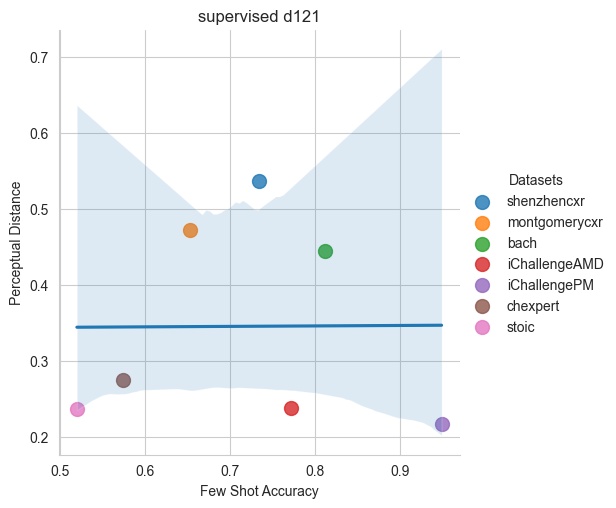 supervised d121
0.7
0.6
0.5
0.4
0.3
0.2
Perceptual Distance
0.5
0.6
0.7
0.8
0.9
Few Shot Accuracy
Datasets
shenzhencxr
montgomerycxr
bach
iChallengeAMD
iChallengePM
chexpert
stoic